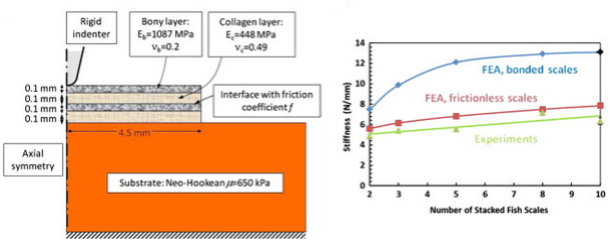 Rigid
indenter
Bony layer:
E_b=1087 MPa
ν_b=0.2
Collagen layer:
E_c=448 MPa
ν_c=0.49
0.1 mm
0.1 mm
0.1 mm
0.1 mm
Interface with friction
coefficient f
4.5 mm
Axial
symmetry
Substrate: Neo-Hookean μ=650 kPa
Stiffness (N/mm)
14
12
10
8
6
4
2
0
FEA, bonded scales
FEA, frictionless scales
Experiments
2 3 4 5 6 7 8 9 10
Number of Stacked Fish Scales